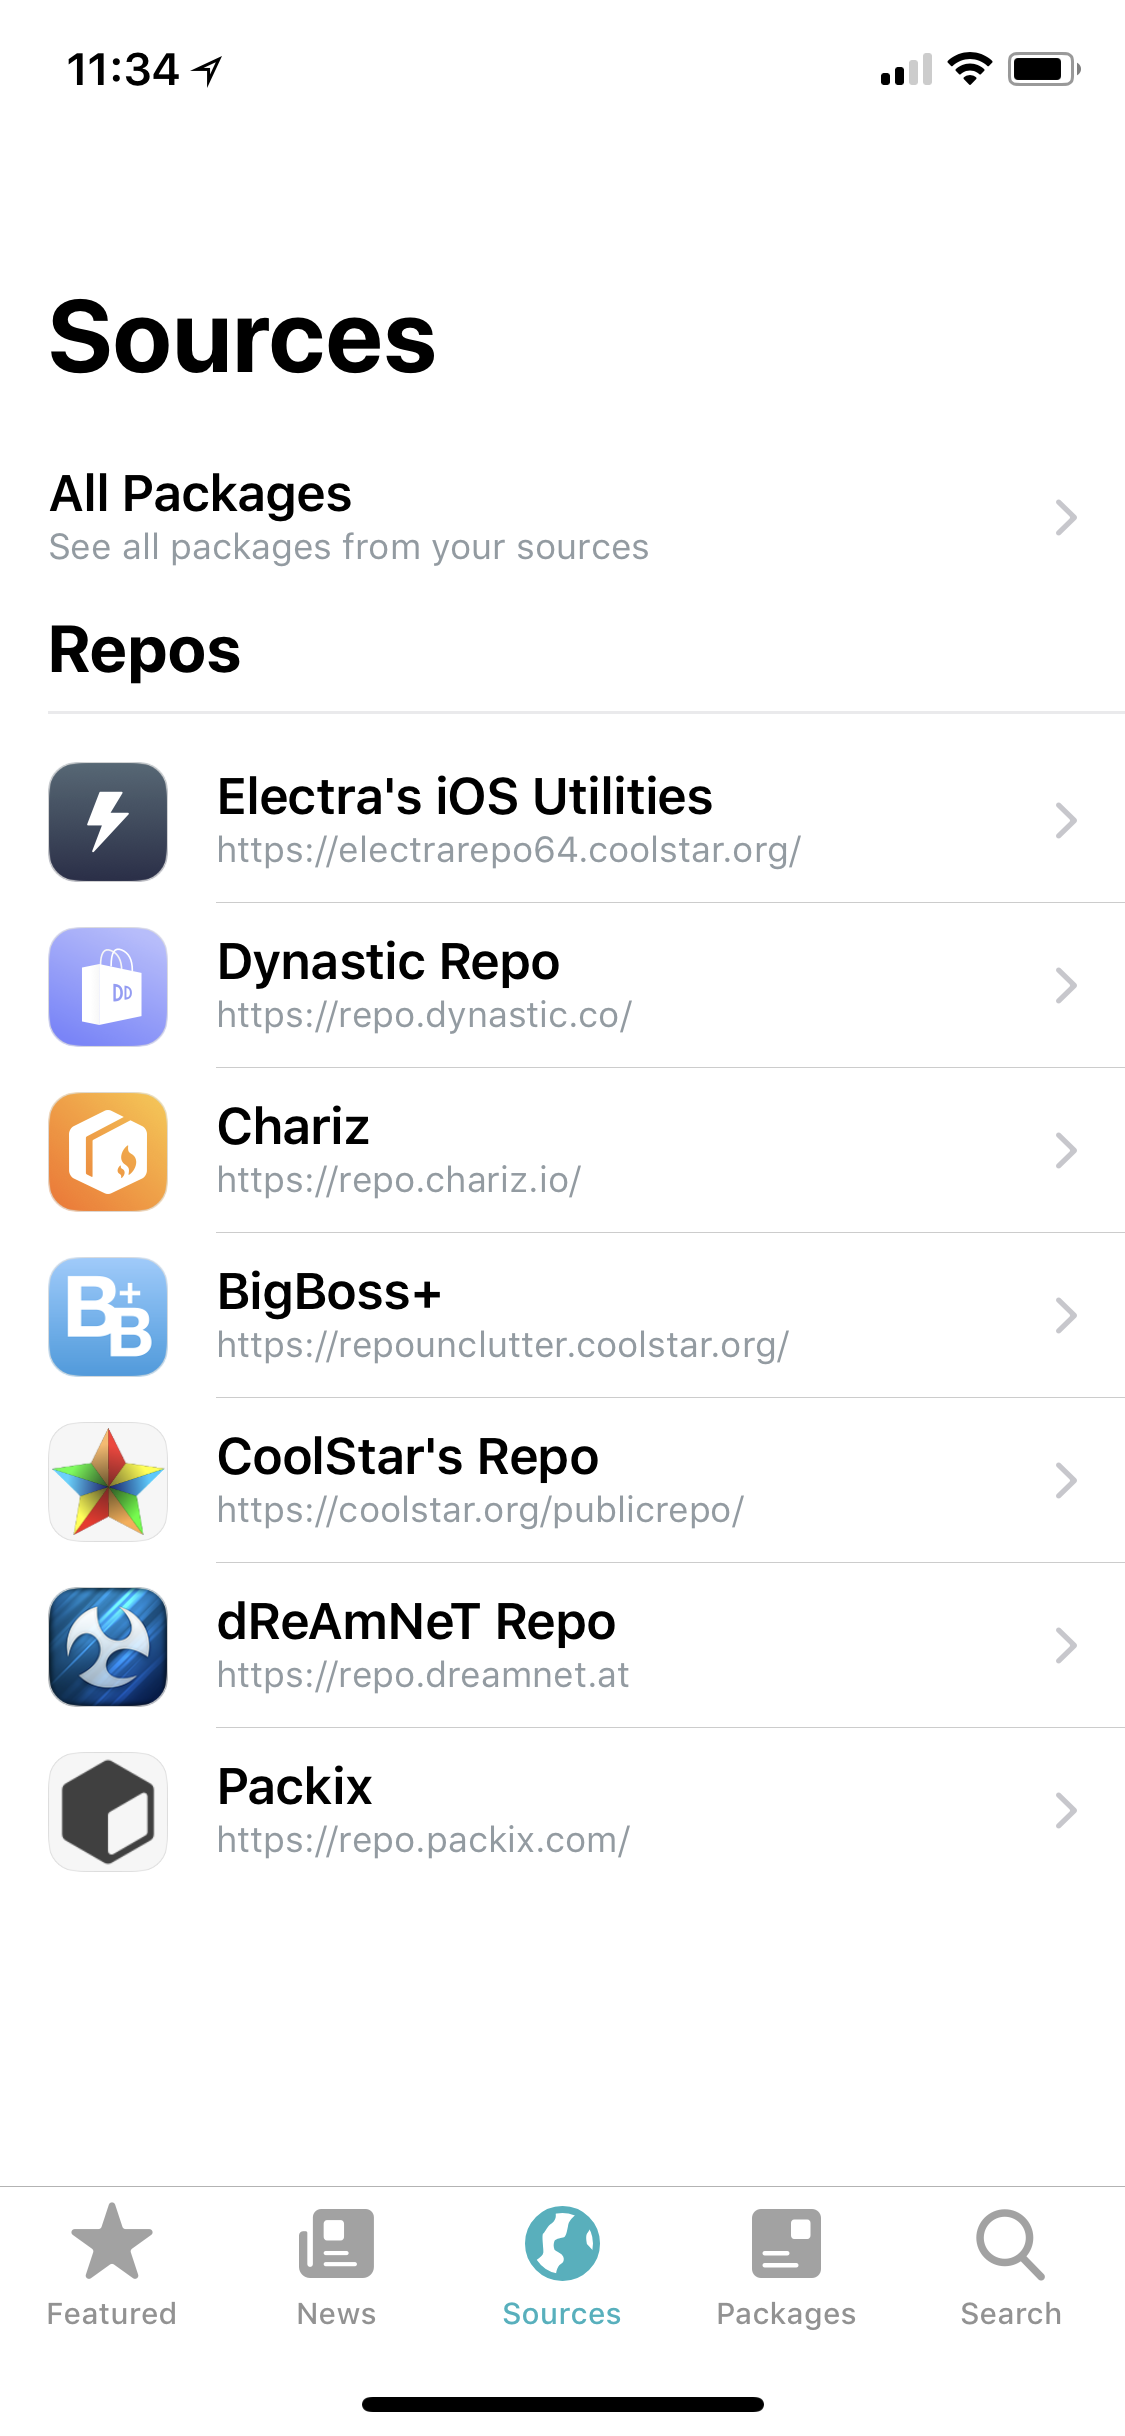 11:34
Sources
All Packages
See all packages from your sources
Repos
Electra's iOS Utilities
https://electrarepo64.coolstar.org/
DD
Dynastic Repo
https://repo.dynastic.co/
Chariz
https://repo.chariz.io/
B+B
BigBoss+
https://repounclutter.coolstar.org/
CoolStar's Repo
https://coolstar.org/publicrepo/
dReAmNeT Repo
https://repo.dreamnet.at
Packix
https://repo.packix.com/
Featured
News
Sources
Packages
Search